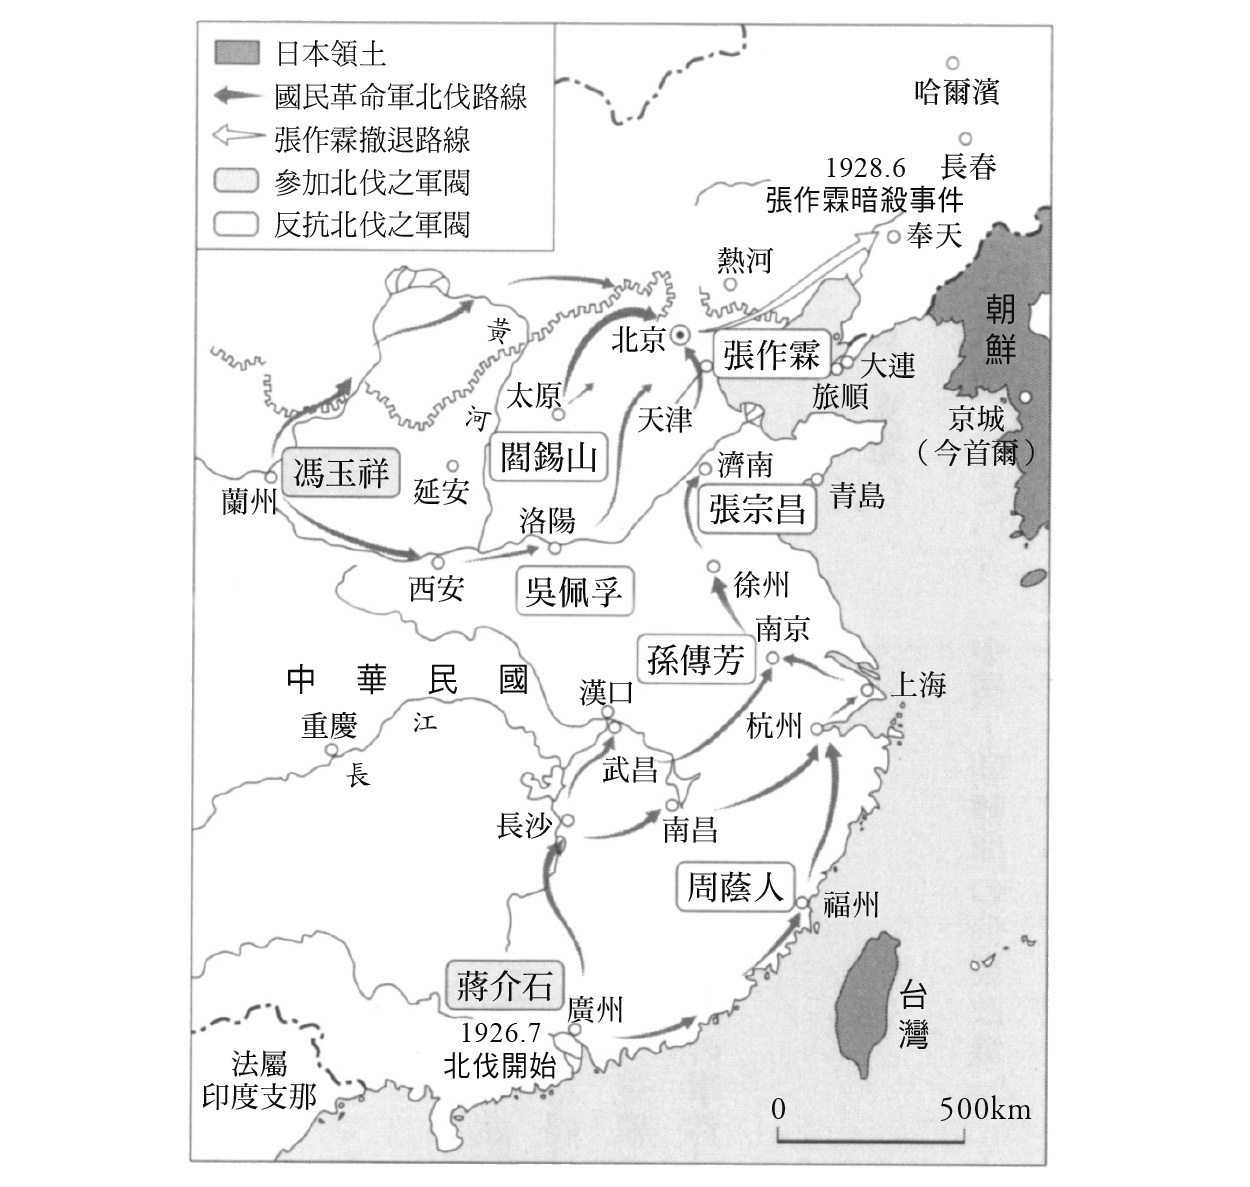 日本領土
國民革命軍北伐路線
張作霖撤退路線
參加北伐之軍閥
反抗北伐之軍閥
哈爾濱
長春
1928.6
張作霖暗殺事件
奉天
熱河
朝鮮
黃
北京
張作霖
大連
旅順
太原
河
天津
京城
（今首爾）
閻錫山
濟南
馮玉祥
延安
蘭州
張宗昌
青島
洛陽
西安
吳佩孚
徐州
南京
孫傳芳
中華民國
漢口
上海
重慶
江
杭州
長
武昌
長沙
南昌
周蔭人
福州
蔣介石
廣州
台灣
1926.7
北伐開始
法屬
印度支那
0 500km